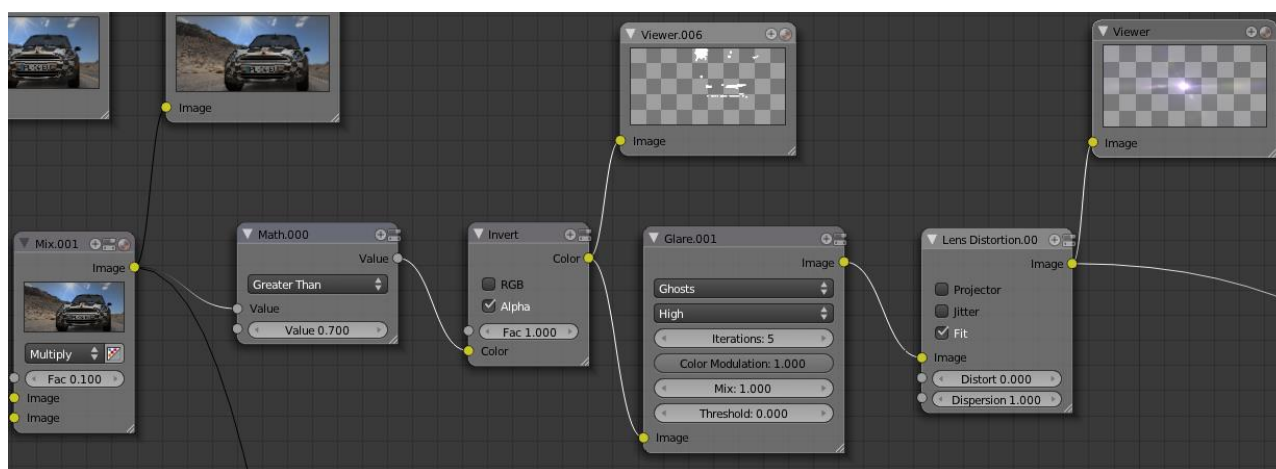 Image
Viewer.006
Image
Viewer
Image
Mix.001
Image
Multiply
Fac 0.100
Image
Image
Math.000
Value
Greater Than
Value
Value 0.700
Invert
Color
RGB
Alpha
Fac 1.000
Color
Glare.001
Image
Ghosts
High
Iterations: 5
Color Modulation: 1.000
Mix: 1.000
Threshold: 0.000
Image
Lens Distortion.00
Image
Projector
Jitter
Fit
Image
Distort 0.000
Dispersion 1.000